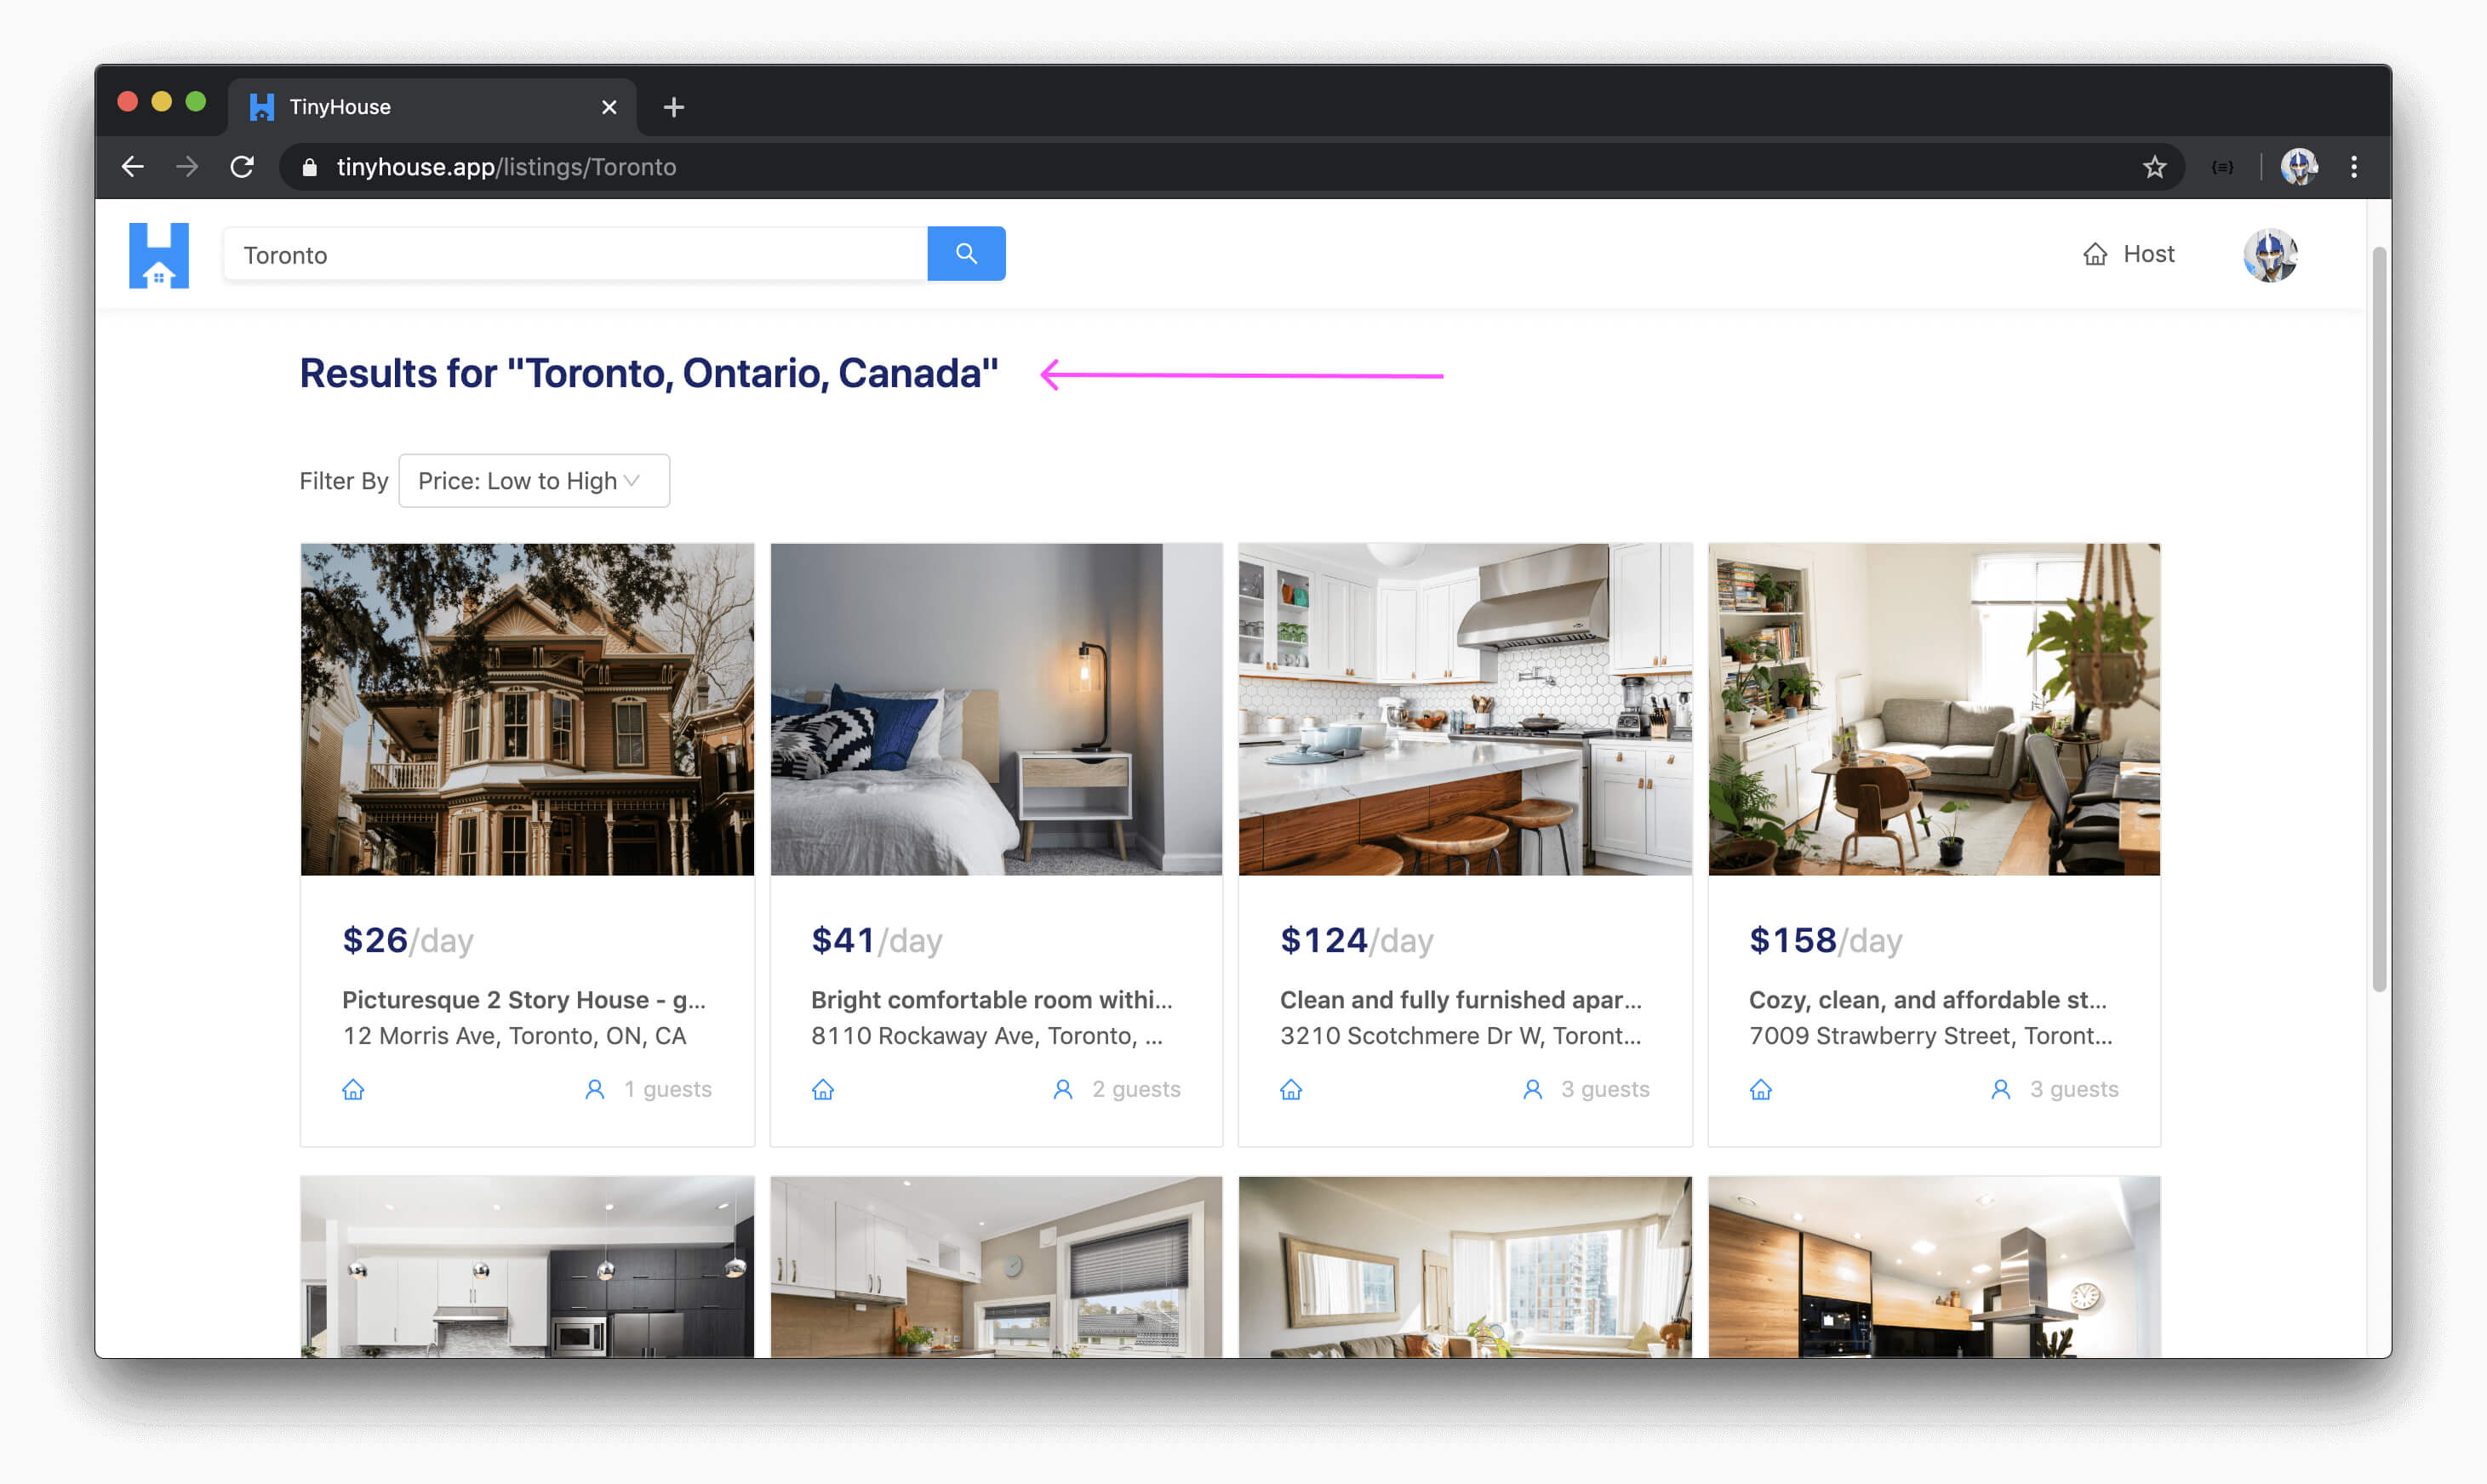 TinyHouse
tinyhouse.app/listings/Toronto
Toronto
Host
Results for "Toronto, Ontario, Canada"
Filter By Price: Low to High
$26/day
Picturesque 2 Story House - g...
12 Morris Ave, Toronto, ON, CA
1 guests
$41/day
Bright comfortable room withi...
8110 Rockaway Ave, Toronto, ...
2 guests
$124/day
Clean and fully furnished apar...
3210 Scotchmere Dr W, Toront...
3 guests
$158/day
Cozy, clean, and affordable st...
7009 Strawberry Street, Toront...
3 guests